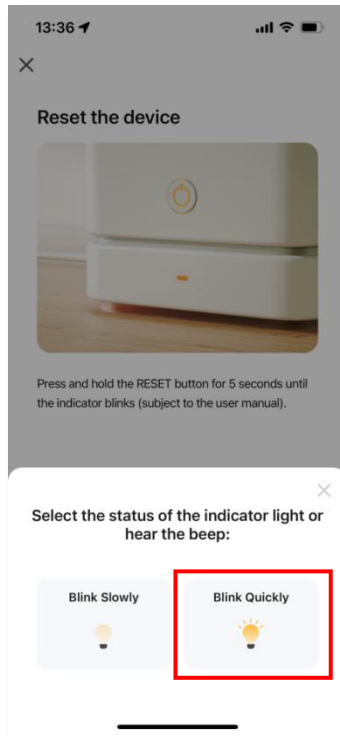 13:36
Reset the device
Press and hold the RESET button for 5 seconds until
the indicator blinks (subject to the user manual).
Select the status of the indicator light or
hear the beep:
Blink Slowly
Blink Quickly